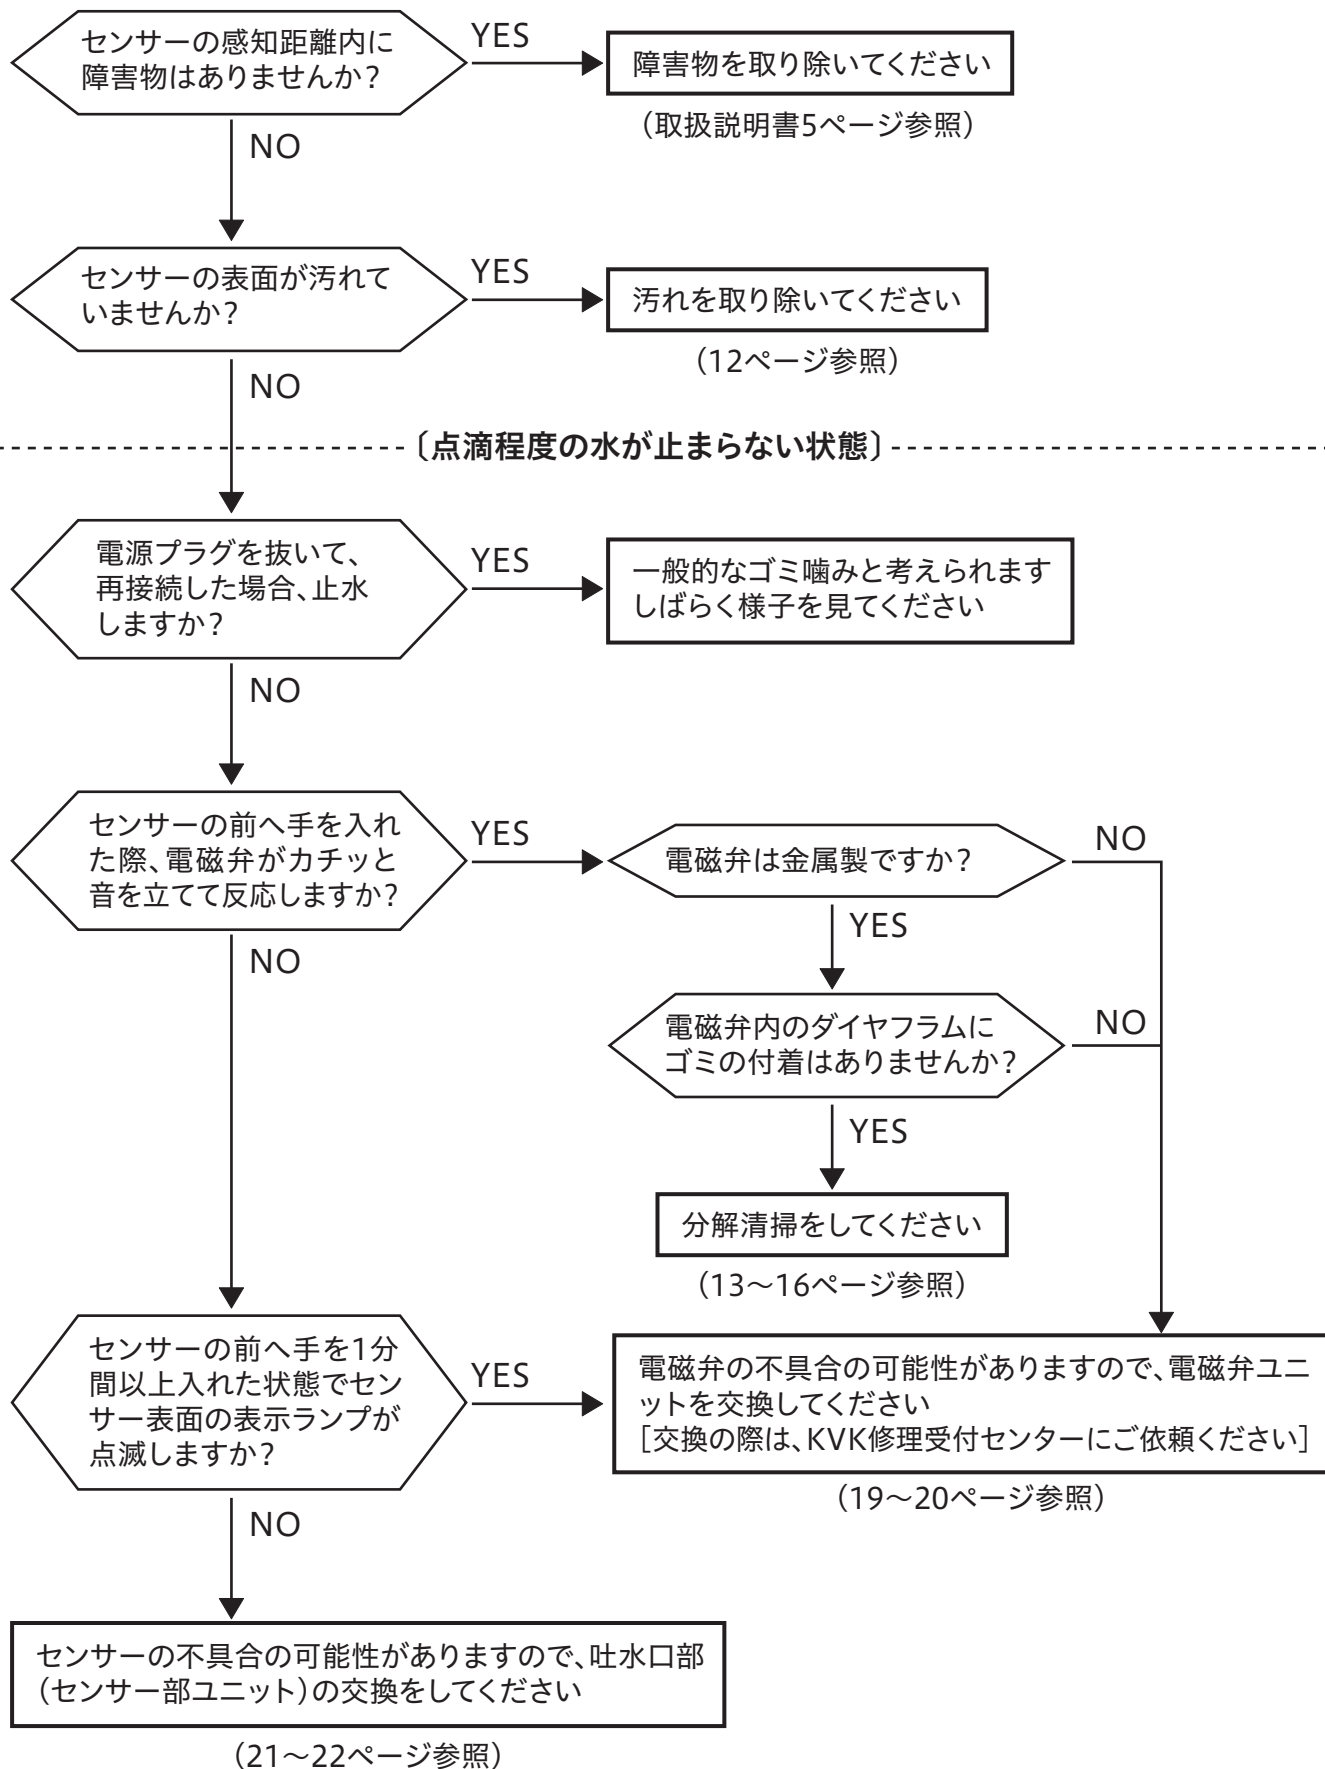 センサーの感知距離内に
障害物はありませんか？
YES
障害物を取り除いてください
（取扱説明書5ページ参照）
NO
センサーの表面が汚れて
いませんか？
YES
汚れを取り除いてください
（12ページ参照）
NO
〔点滴程度の水が止まらない状態〕
電源プラグを抜いて、
再接続した場合、止水
しますか？
YES
一般的なゴミ噛みと考えられます
しばらく様子を見てください
NO
センサーの前へ手を入れ
た際、電磁弁がカチッと
音を立てて反応しますか？
YES
電磁弁は金属製ですか？
NO
YES
NO
電磁弁内のダイヤフラムに
ゴミの付着はありませんか？
NO
YES
分解清掃をしてください
（13～16ページ参照）
センサーの前へ手を1分
間以上入れた状態でセン
サー表面の表示ランプが
点滅しますか？
YES
電磁弁の不具合の可能性がありますので、電磁弁ユニ
ットを交換してください
［交換の際は、KVK修理受付センターにご依頼ください］
（19～20ページ参照）
NO
センサーの不具合の可能性がありますので、吐水口部
（センサー部ユニット）の交換をしてください
（21～22ページ参照）